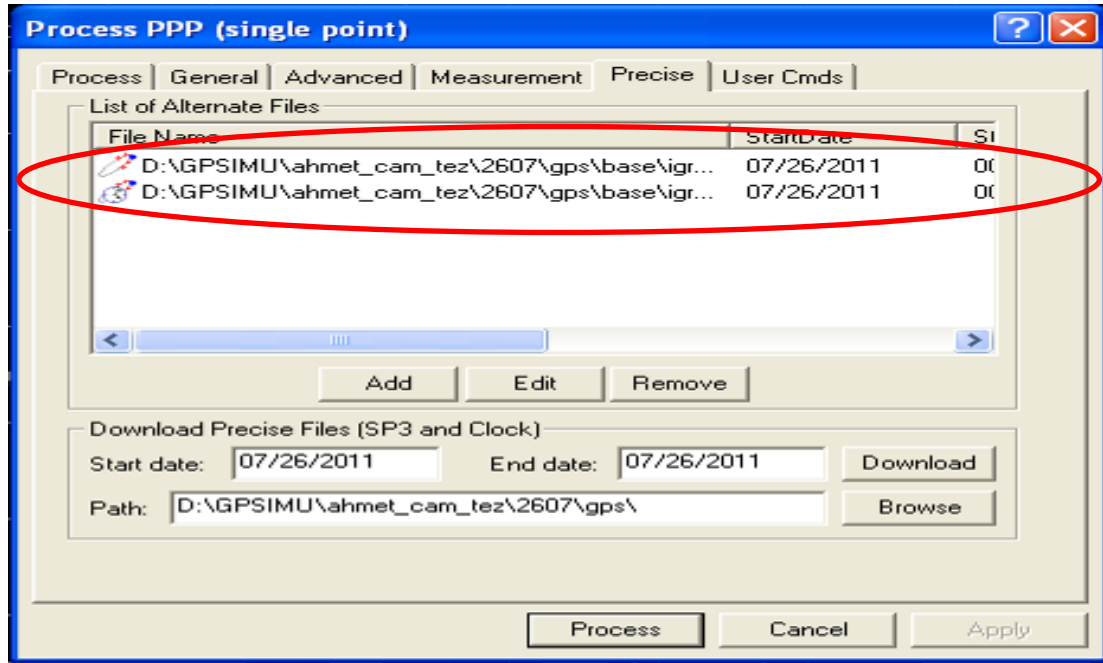 Process PPP (single point)
Process General Advanced Measurement Precise User Cmds
List of Alternate Files
File Name StartDate
D:\GPSIMU\ahmet_cam_tez\2607\gps\base\igr... 07/26/2011
D:\GPSIMU\ahmet_cam_tez\2607\gps\base\igr... 07/26/2011
Add Edit Remove
Download Precise Files (SP3 and Clock)
Start date: 07/26/2011 End date: 07/26/2011 Download
Path: D:\GPSIMU\ahmet_cam_tez\2607\gps\ Browse
Process Cancel Apply